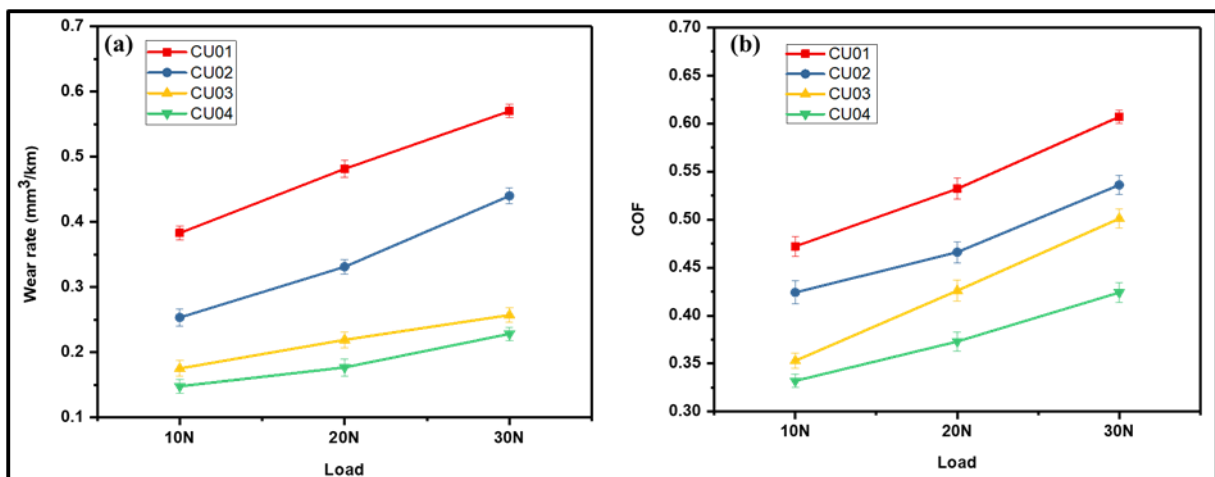 (a)
CU01
CU02
CU03
CU04
0.7
0.6
0.5
0.4
0.3
0.2
0.1
Wear rate (mm³/km)
10N 20N 30N
Load
(b)
CU01
CU02
CU03
CU04
0.70
0.65
0.60
0.55
0.50
0.45
0.40
0.35
0.30
COF
10N 20N 30N
Load